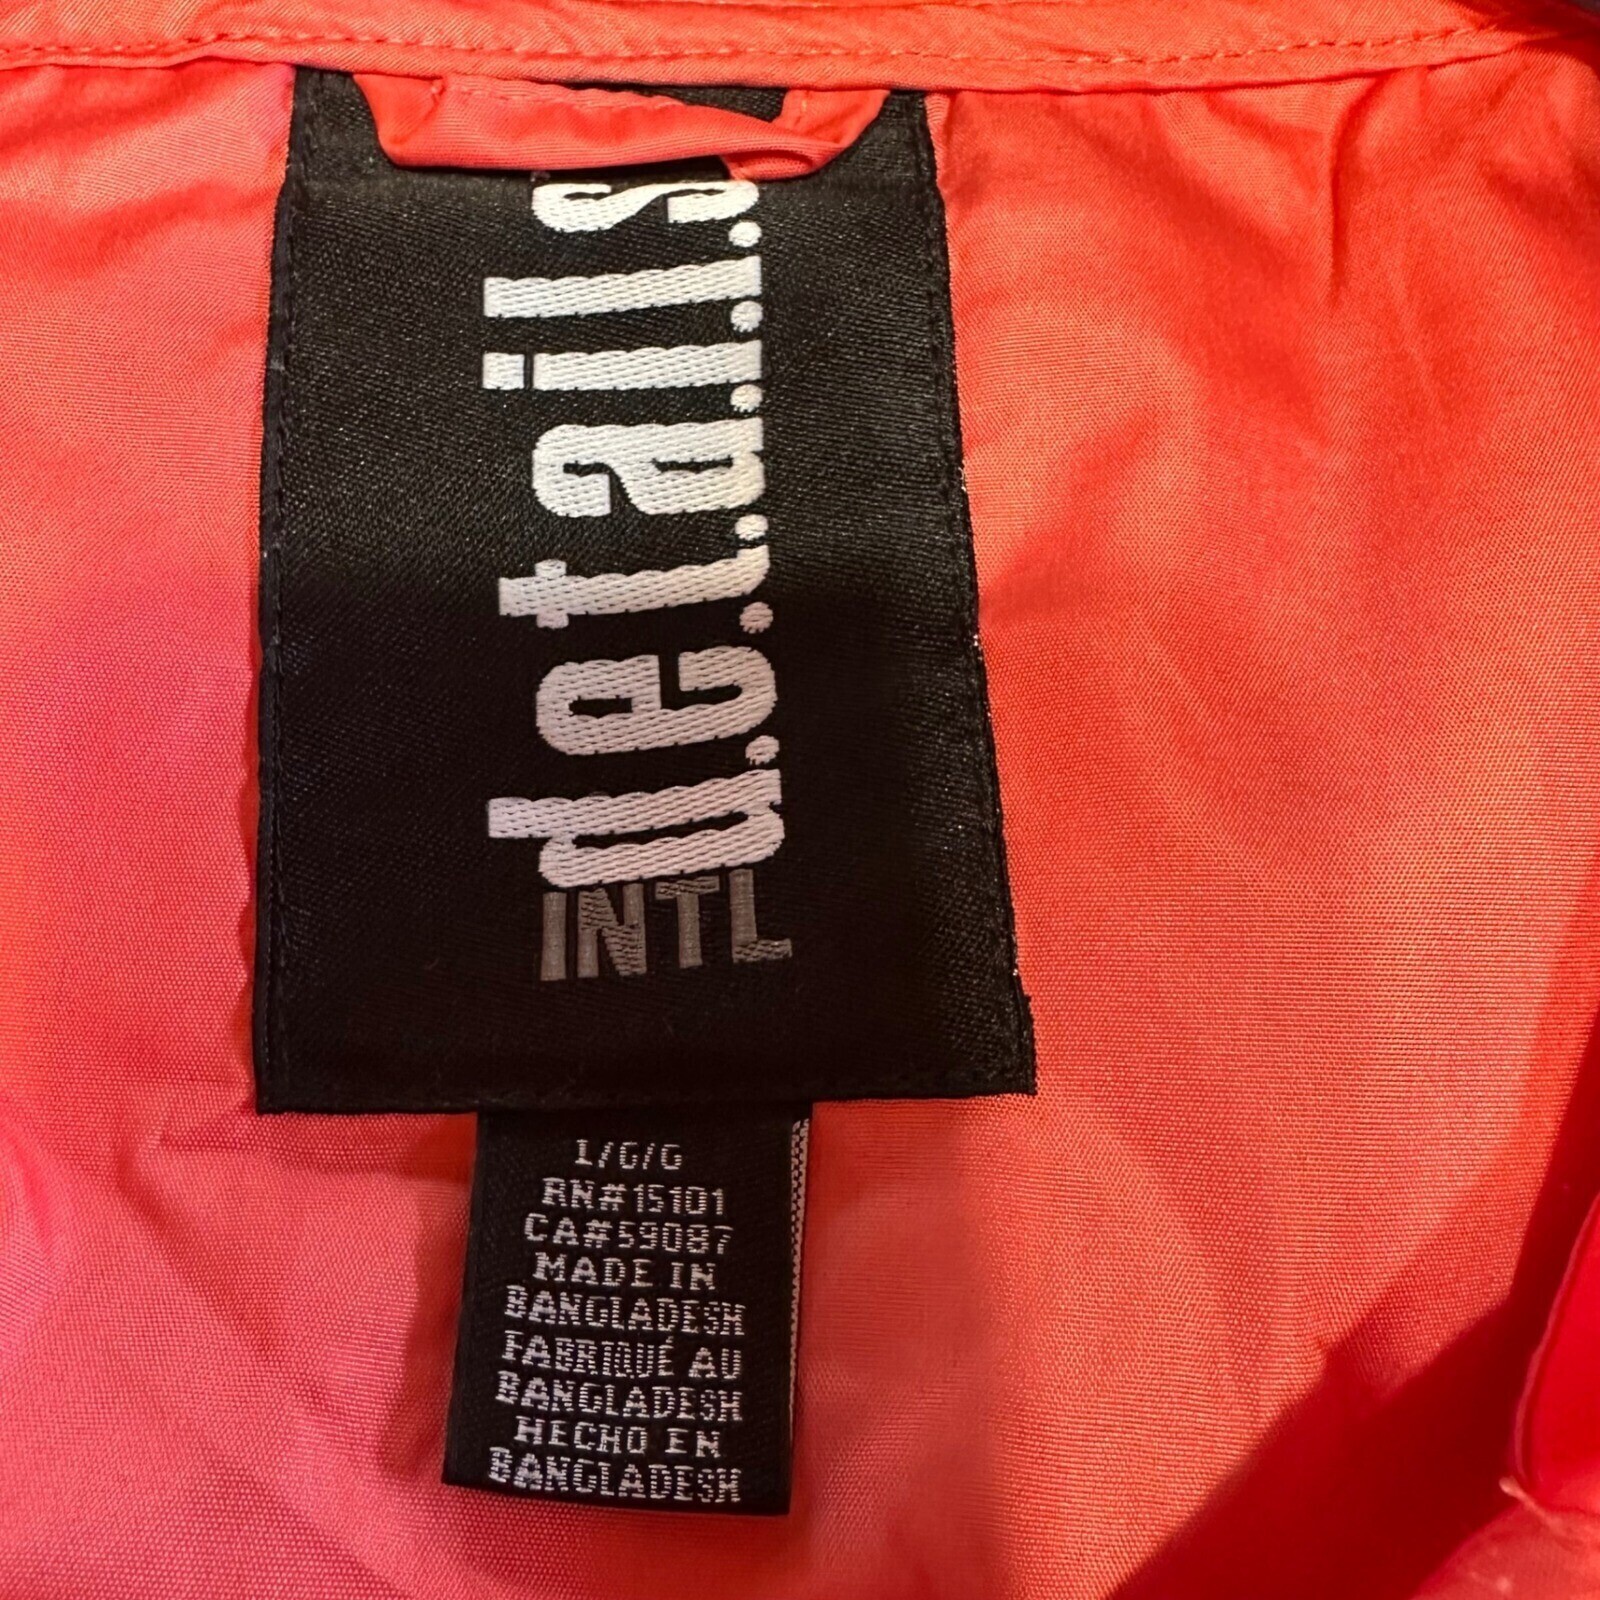 d.e.t.a.i.l.s
INTL
L/G/G
RN#15101
CA#59087
MADE IN
BANGLADESH
FABRIQUÉ AU
BANGLADESH
HECHO EN
BANGLADESH